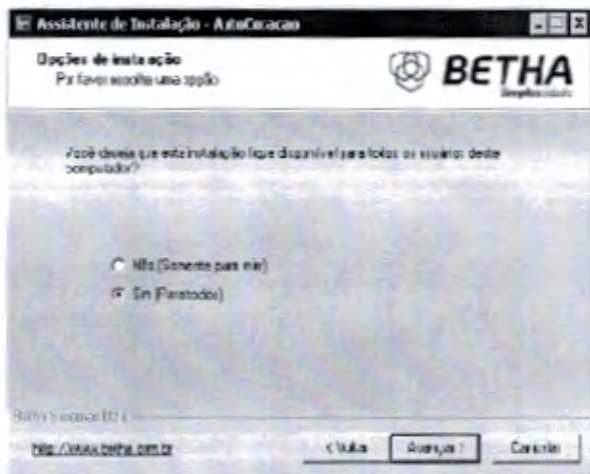 Assistente de Instalação - AutoCotacao
Opções de instalação
Por favor escolha uma opção
BETHA
Você deseja que esta instalação fique disponível para todos os usuários deste
computador?
Não (Somente para mim)
Sim (Para todos)
http://www.betha.com.br
< Voltar
Avançar >
Cancelar